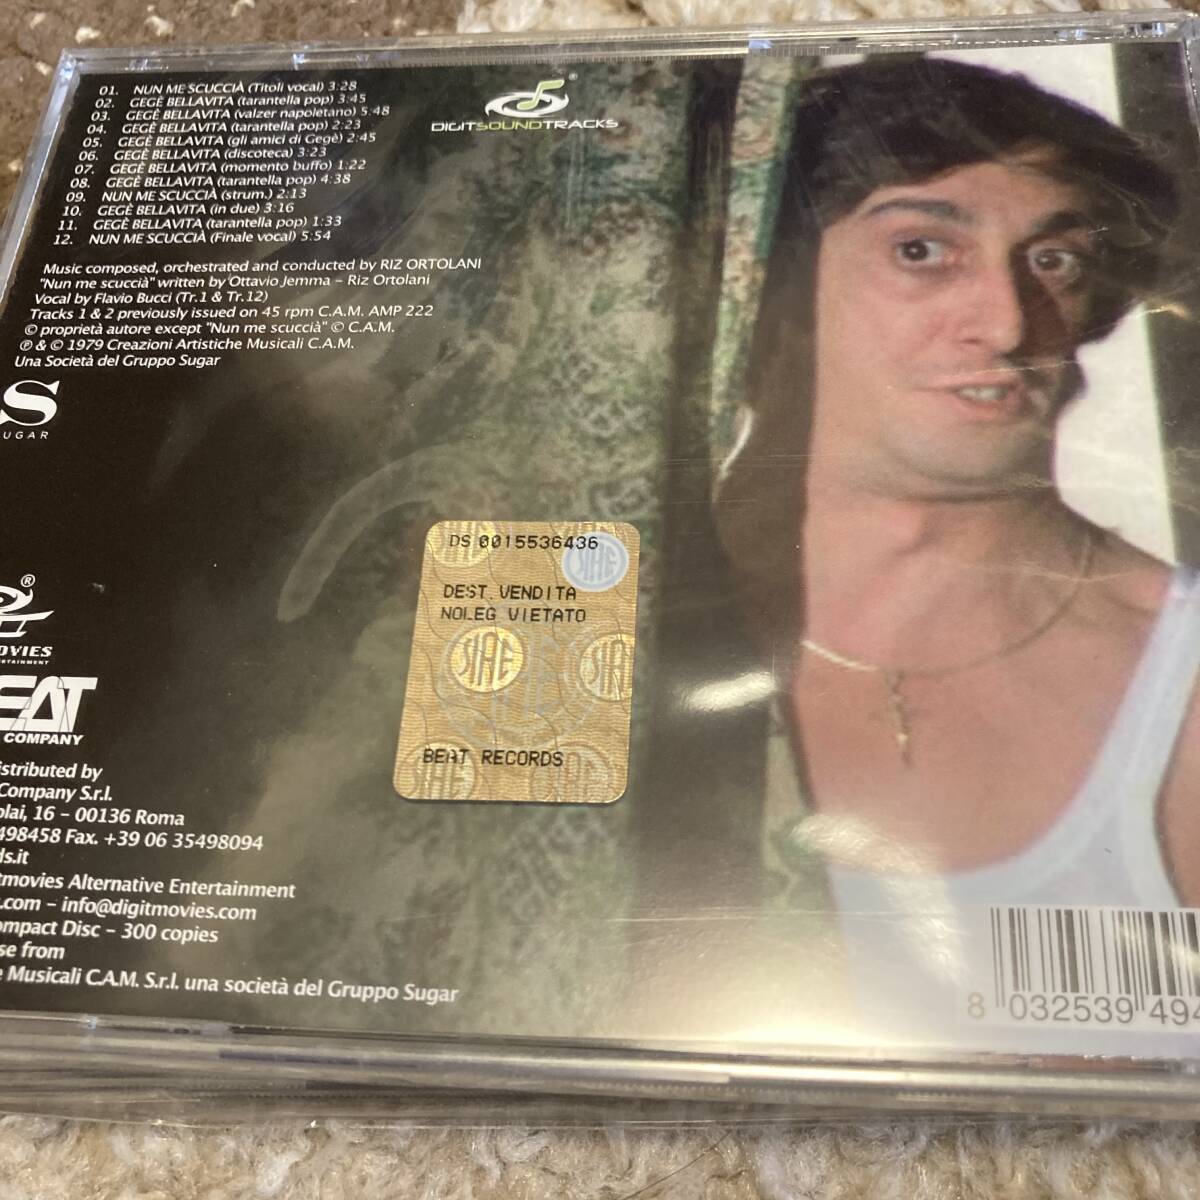 01. NUN ME SCUCCIÀ (Titoli vocal) 3:28
02. GEGÈ BELLAVITA (tarantella pop) 3:45
03. GEGÈ BELLAVITA (valzer napoletano) 5:48
04. GEGÈ BELLAVITA (tarantella pop) 2:23
05. GEGÈ BELLAVITA (gli amici di Gegè) 2:45
06. GEGÈ BELLAVITA (discoteca) 3:23
07. GEGÈ BELLAVITA (momento buffo) 1:22
08. GEGÈ BELLAVITA (tarantella pop) 4:38
09. NUN ME SCUCCIÀ (strum.) 2:13
10. GEGÈ BELLAVITA (in due) 3:16
11. GEGÈ BELLAVITA (tarantella pop) 1:33
12. NUN ME SCUCCIÀ (Finale vocal) 5:54
DIGITSOUNDTRACKS
Music composed, orchestrated and conducted by RIZ ORTOLANI
"Nun me scuccià" written by Ottavio Jemma – Riz Ortolani
Vocal by Flavio Bucci (Tr.1 & Tr.12)
Tracks 1 & 2 previously issued on 45 rpm C.A.M. AMP 222
© proprietà autore except "Nun me scuccià" © C.A.M.
℗ & © 1979 Creazioni Artistiche Musicali C.A.M.
Una Società del Gruppo Sugar
S
UGAR
DS 0015536436
SIAE
DEST. VENDITA
NOLEG VIETATO
SIAE
BEAT RECORDS
OVIES
RTAINMENT
EAT
COMPANY
istributed by
Company S.r.l.
olai, 16 – 00136 Roma
498458 Fax. +39 06 35498094
ds.it
tmovies Alternative Entertainment
.com – info@digitmovies.com
ompact Disc – 300 copies
se from
e Musicali C.A.M. S.r.l. una società del Gruppo Sugar
8 032539 494